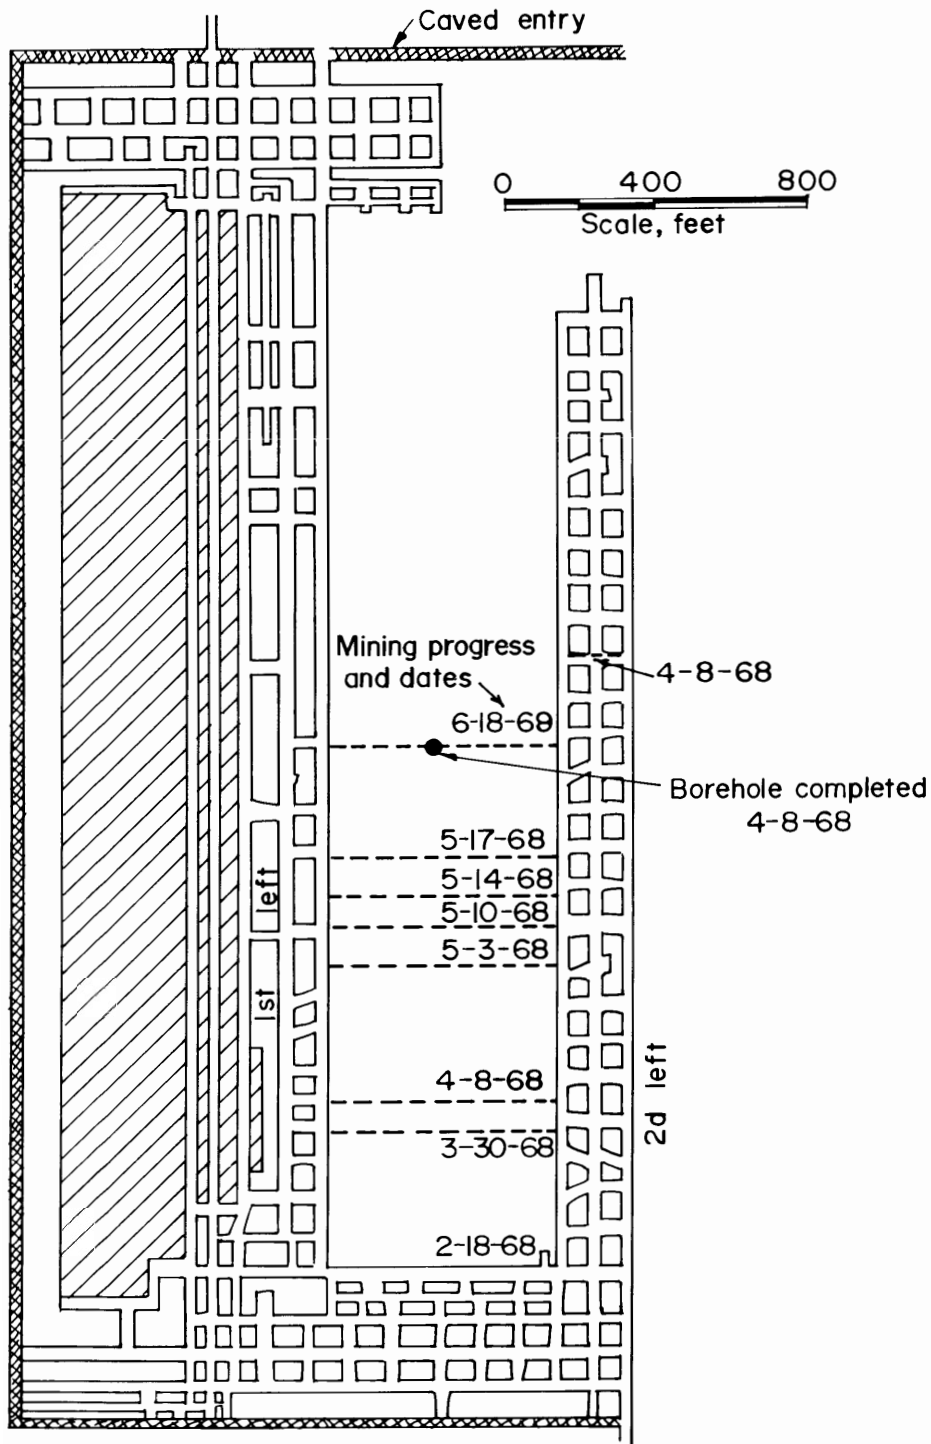 Caved entry
0 400 800
Scale, feet
Mining progress
and dates
4-8-68
6-18-68
Borehole completed
4-8-68
5-17-68
5-14-68
left
5-10-68
5-3-68
1st
2d left
4-8-68
3-30-68
2-18-68